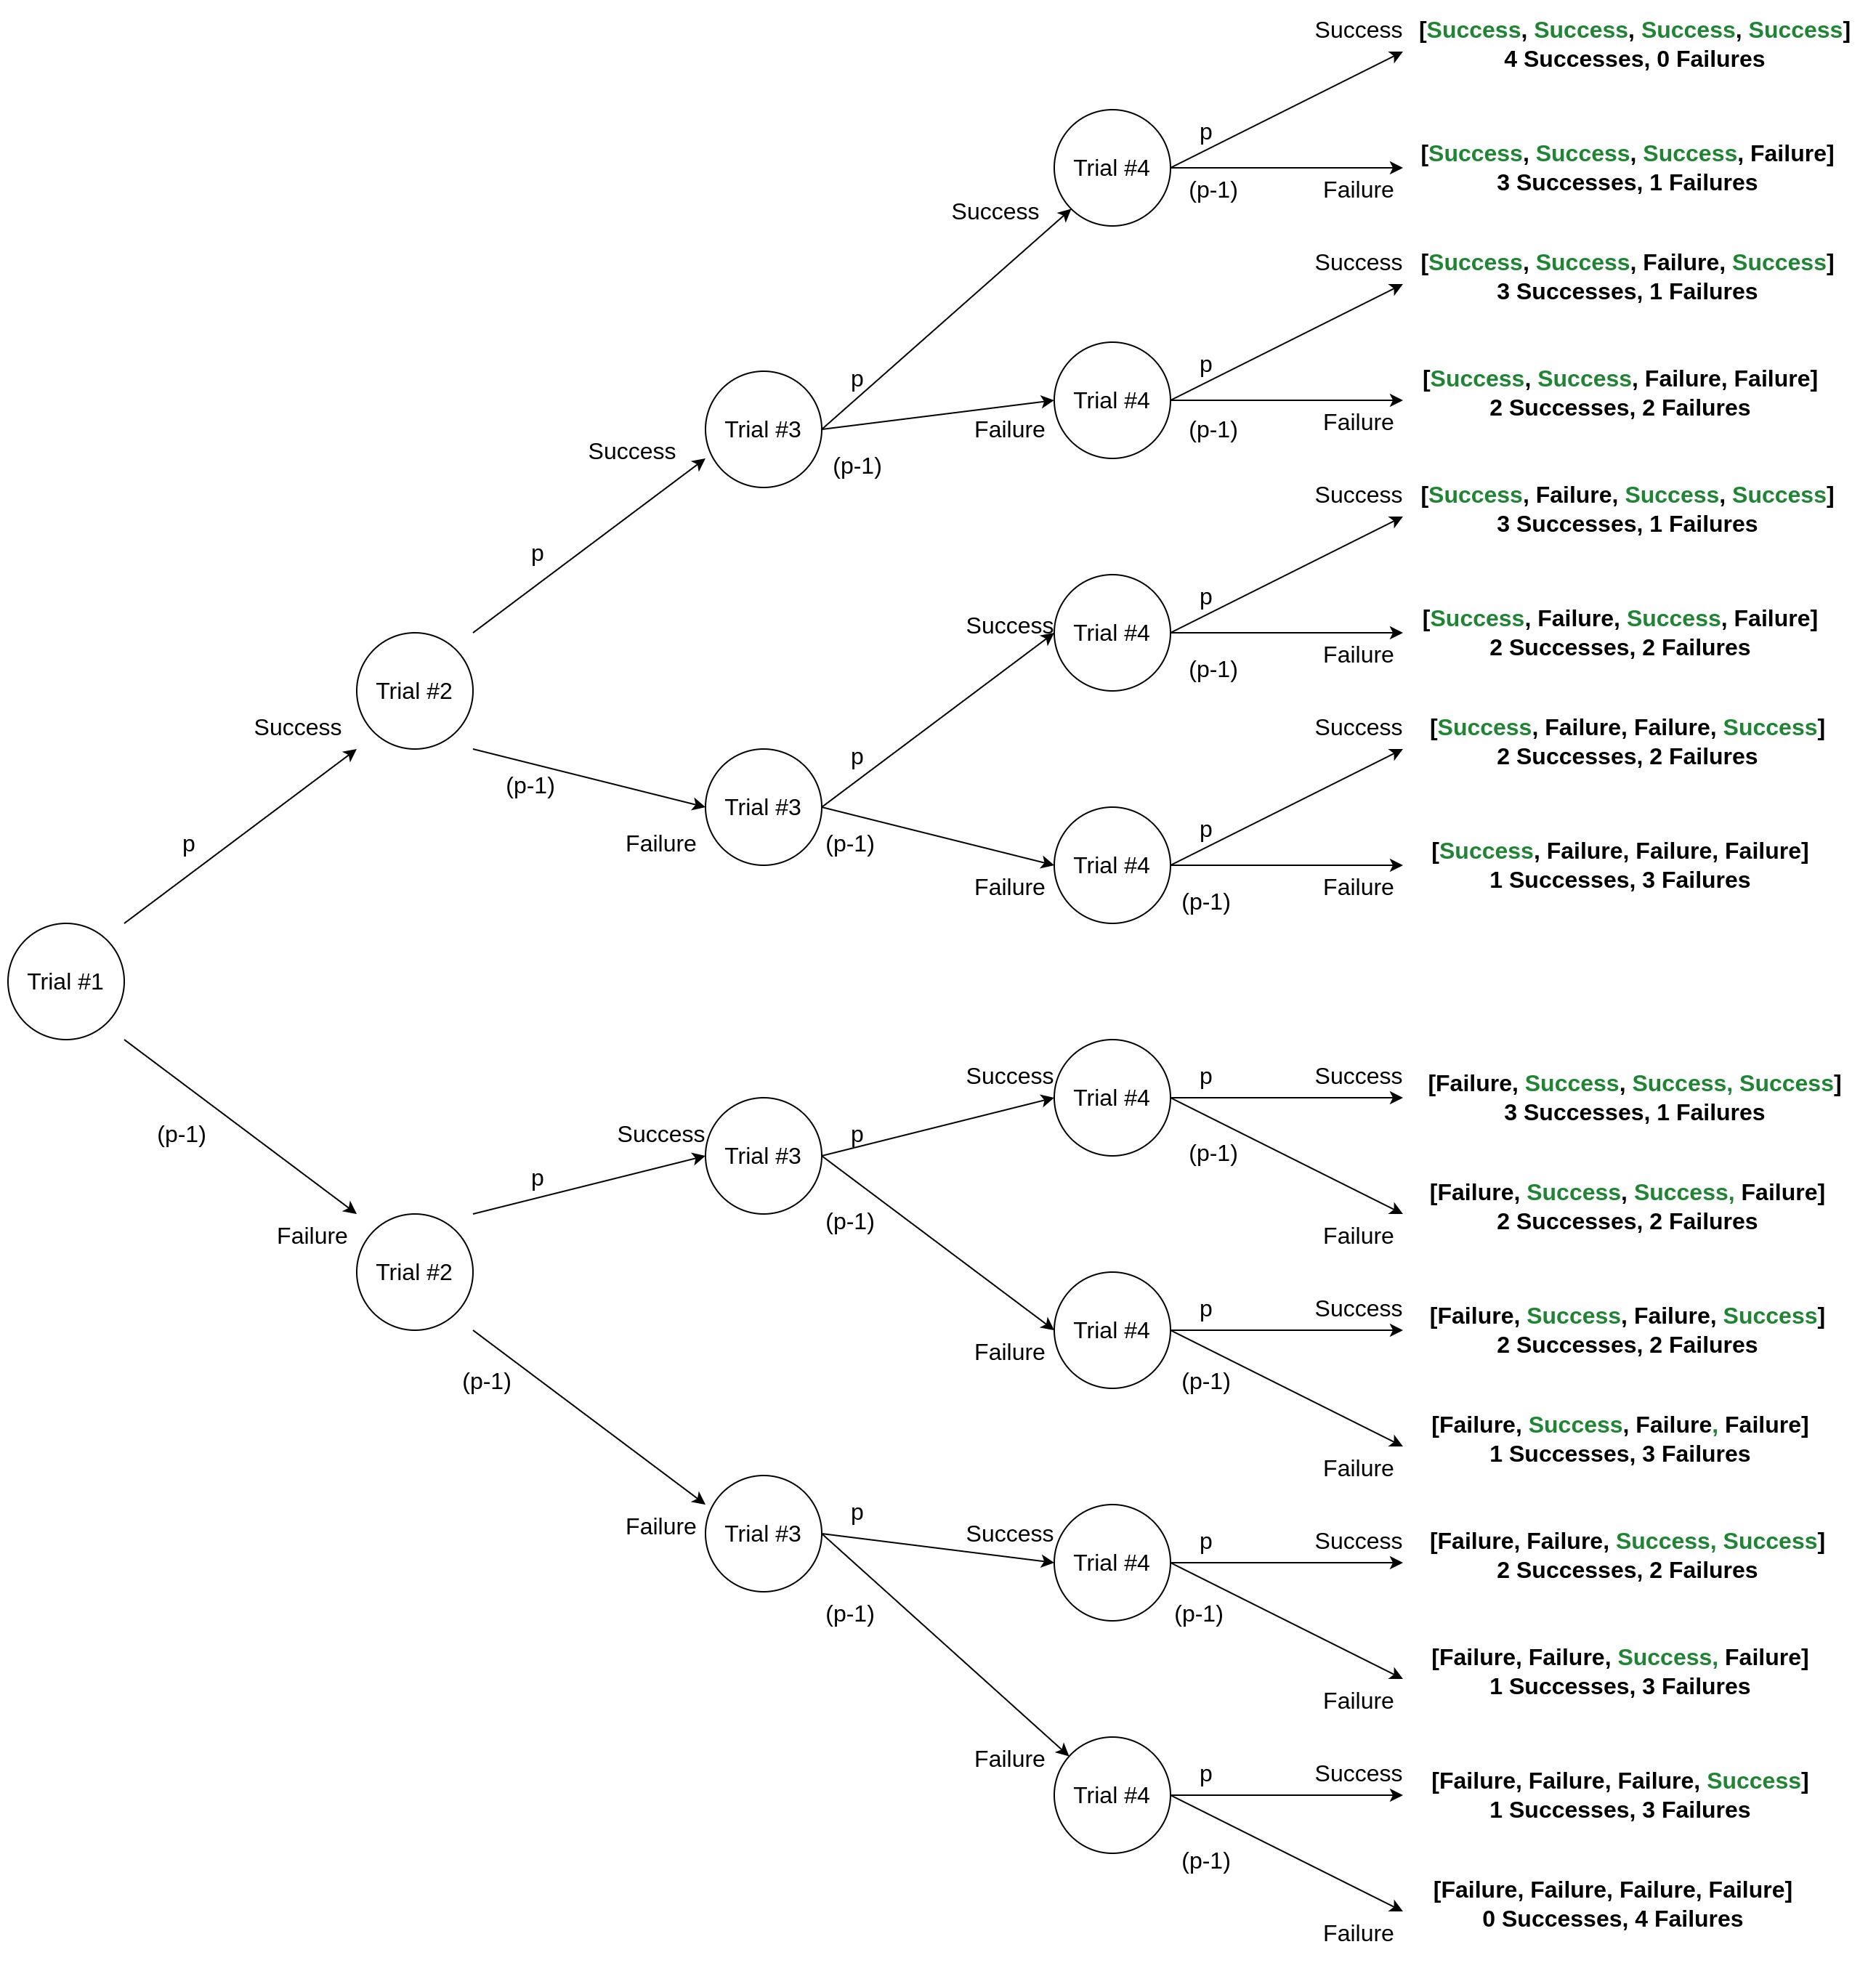 Success
[Success, Success, Success, Success]
4 Successes, 0 Failures
p
Trial #4
[Success, Success, Success, Failure]
3 Successes, 1 Failures
(p-1)
Failure
Success
Success
[Success, Success, Failure, Success]
3 Successes, 1 Failures
p
p
Trial #4
[Success, Success, Failure, Failure]
2 Successes, 2 Failures
Trial #3
Failure
(p-1)
Failure
(p-1)
Success
Success
[Success, Failure, Success, Success]
3 Successes, 1 Failures
p
p
Success
Trial #4
[Success, Failure, Success, Failure]
2 Successes, 2 Failures
(p-1)
Failure
Trial #2
Success
Success
[Success, Failure, Failure, Success]
2 Successes, 2 Failures
p
(p-1)
Trial #3
p
p
Failure
(p-1)
Trial #4
[Success, Failure, Failure, Failure]
1 Successes, 3 Failures
Failure
(p-1)
Failure
Trial #1
Success
Trial #4
p
Success
[Failure, Success, Success, Success]
3 Successes, 1 Failures
(p-1)
p
Success
Trial #3
p
(p-1)
[Failure, Success, Success, Failure]
2 Successes, 2 Failures
Failure
(p-1)
Failure
Trial #2
p
Success
[Failure, Success, Failure, Success]
2 Successes, 2 Failures
Failure
Trial #4
(p-1)
(p-1)
[Failure, Success, Failure, Failure]
1 Successes, 3 Failures
Failure
Failure
Trial #3
p
Success
p
Success
[Failure, Failure, Success, Success]
2 Successes, 2 Failures
Trial #4
(p-1)
(p-1)
[Failure, Failure, Success, Failure]
1 Successes, 3 Failures
Failure
Failure
p
Success
[Failure, Failure, Failure, Success]
1 Successes, 3 Failures
Trial #4
(p-1)
[Failure, Failure, Failure, Failure]
0 Successes, 4 Failures
Failure